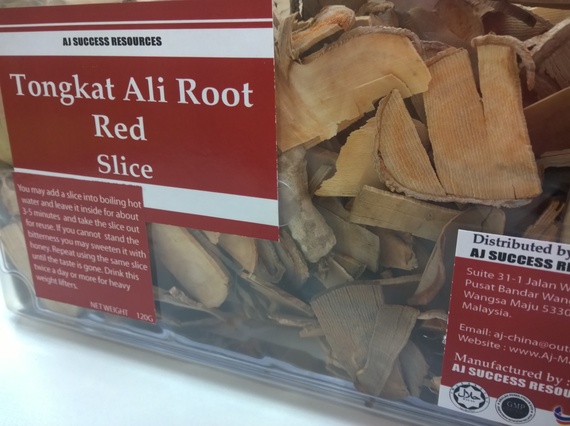 AJ SUCCESS RESOURCES
Tongkat Ali Root
Red
Slice
You may add a slice into boiling hot
water and leave it inside for about
3-5 minutes and take the slice out
for reuse. If you cannot stand the
bitterness you may sweeten it with
honey. Repeat using the same slice
until the taste is gone. Drink this
twice a day or more for heavy
weight lifters.
NET WEIGHT 120G
Distributed by
AJ SUCCESS
Suite 31-1 Jalan
Pusat Bandar
Wangsa Maju 5330
Malaysia.
Email: aj-china@
Website : www.
Manufactured by :
AJ SUCCESS
GMP